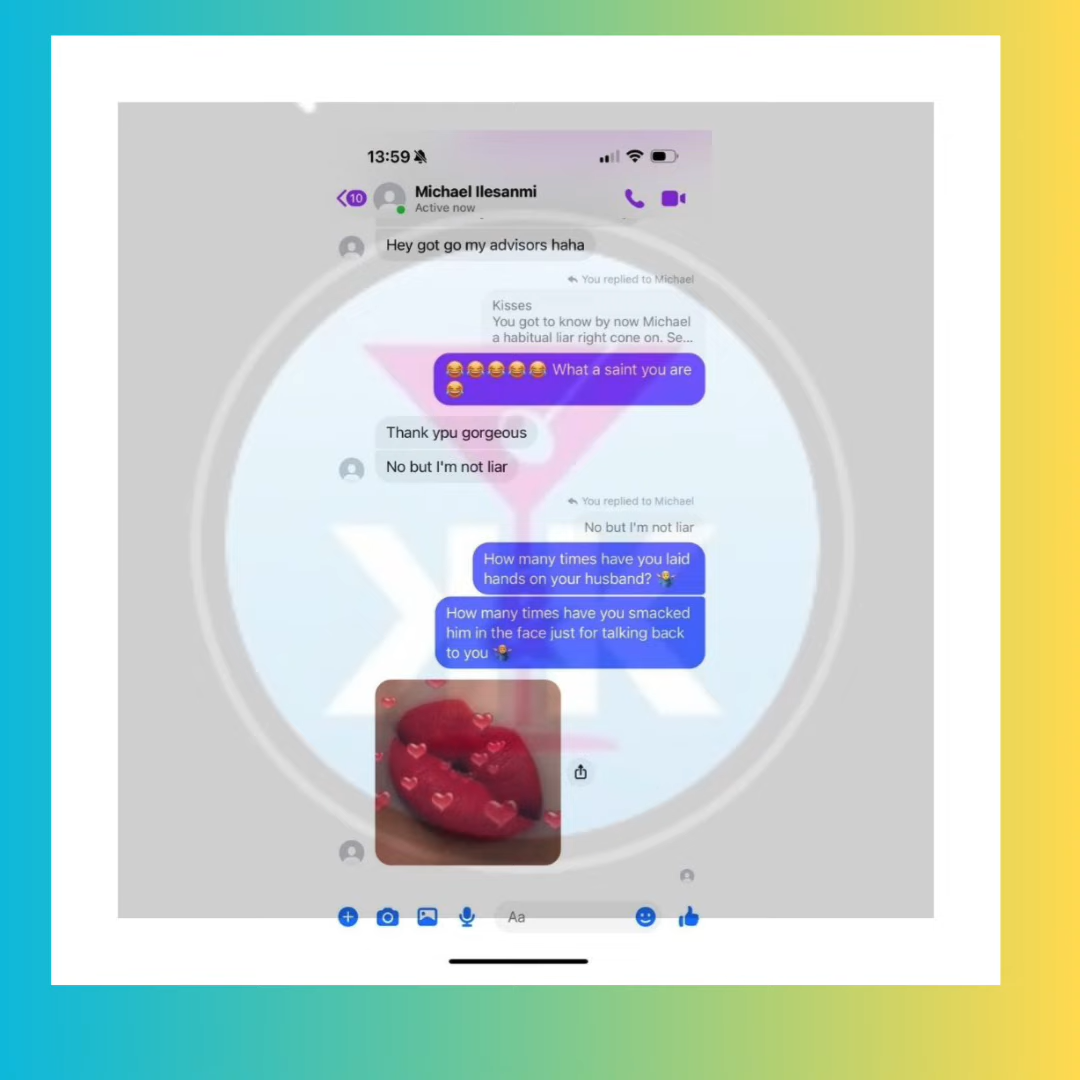 13:59
10
Michael Ilesanmi
Active now
Hey got go my advisors haha
You replied to Michael
Kisses
You got to know by now Michael
a habitual liar right cone on. Se...
😂😂😂😂😂 What a saint you are
😂
Thank ypu gorgeous
No but I'm not liar
You replied to Michael
No but I'm not liar
How many times have you laid
hands on your husband? 🤷
How many times have you smacked
him in the face just for talking back
to you 🤷
KK
Aa